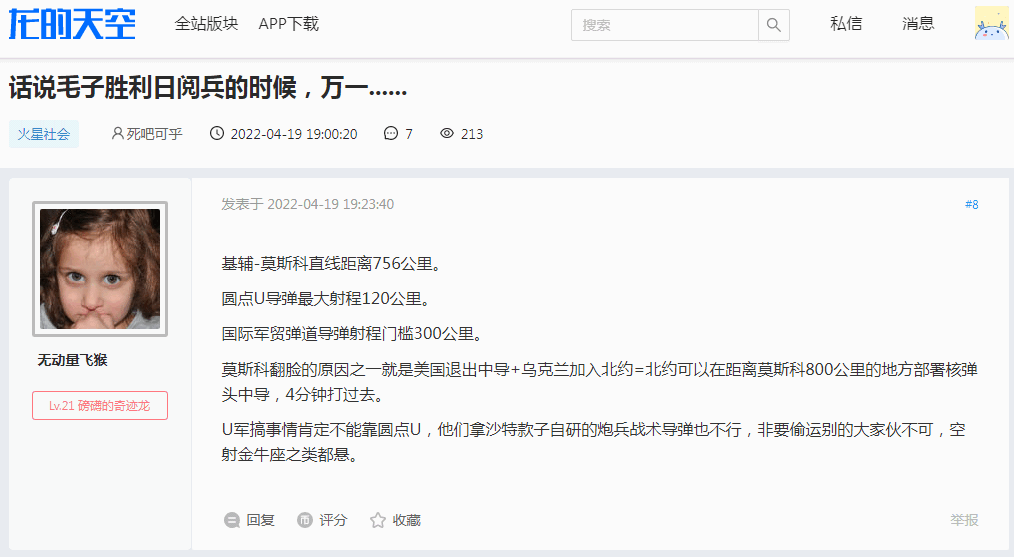 龙的天空
全站版块 APP下载
搜索
私信 消息
话说毛子胜利日阅兵的时候，万一……
火星社会 死吧可乎 2022-04-19 19:00:20 7 213
发表于 2022-04-19 19:23:40 #8
无动量飞猴
Lv.21 磅礴的奇迹龙
基辅-莫斯科直线距离756公里。
圆点U导弹最大射程120公里。
国际军贸弹道导弹射程门槛300公里。
莫斯科翻脸的原因之一就是美国退出中导+乌克兰加入北约=北约可以在距离莫斯科800公里的地方部署核弹
头中导，4分钟打过去。
U军搞事情肯定不能靠圆点U，他们拿沙特款子自研的炮兵战术导弹也不行，非要偷运别的大家伙不可，空
射金牛座之类都悬。
回复 评分 收藏 举报